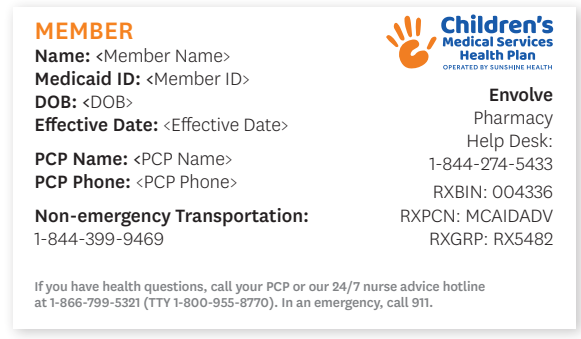 MEMBER
Name: <Member Name>
Medicaid ID: <Member ID>
DOB: <DOB>
Effective Date: <Effective Date>
PCP Name: <PCP Name>
PCP Phone: <PCP Phone>
Non-emergency Transportation:
1-844-399-9469
Children's
Medical Services
Health Plan
OPERATED BY SUNSHINE HEALTH
Envolve
Pharmacy
Help Desk:
1-844-274-5433
RXBIN: 004336
RXPCN: MCAIDADV
RXGRP: RX5482
If you have health questions, call your PCP or our 24/7 nurse advice hotline
at 1-866-799-5321 (TTY 1-800-955-8770). In an emergency, call 911.